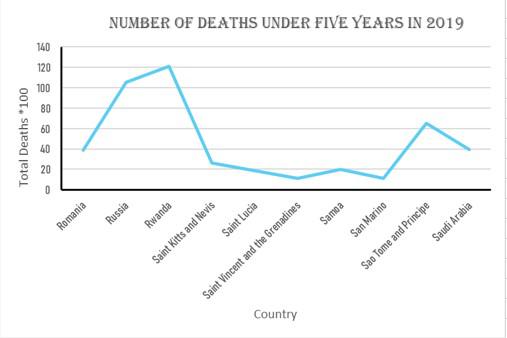 NUMBER OF DEATHS UNDER FIVE YEARS IN 2019
Total Deaths *100
140
120
100
80
60
40
20
0
Romania
Russia
Rwanda
Saint Kitts and Nevis
Saint Lucia
Saint Vincent and the Grenadines
Samoa
San Marino
Sao Tome and Principe
Saudi Arabia
Country